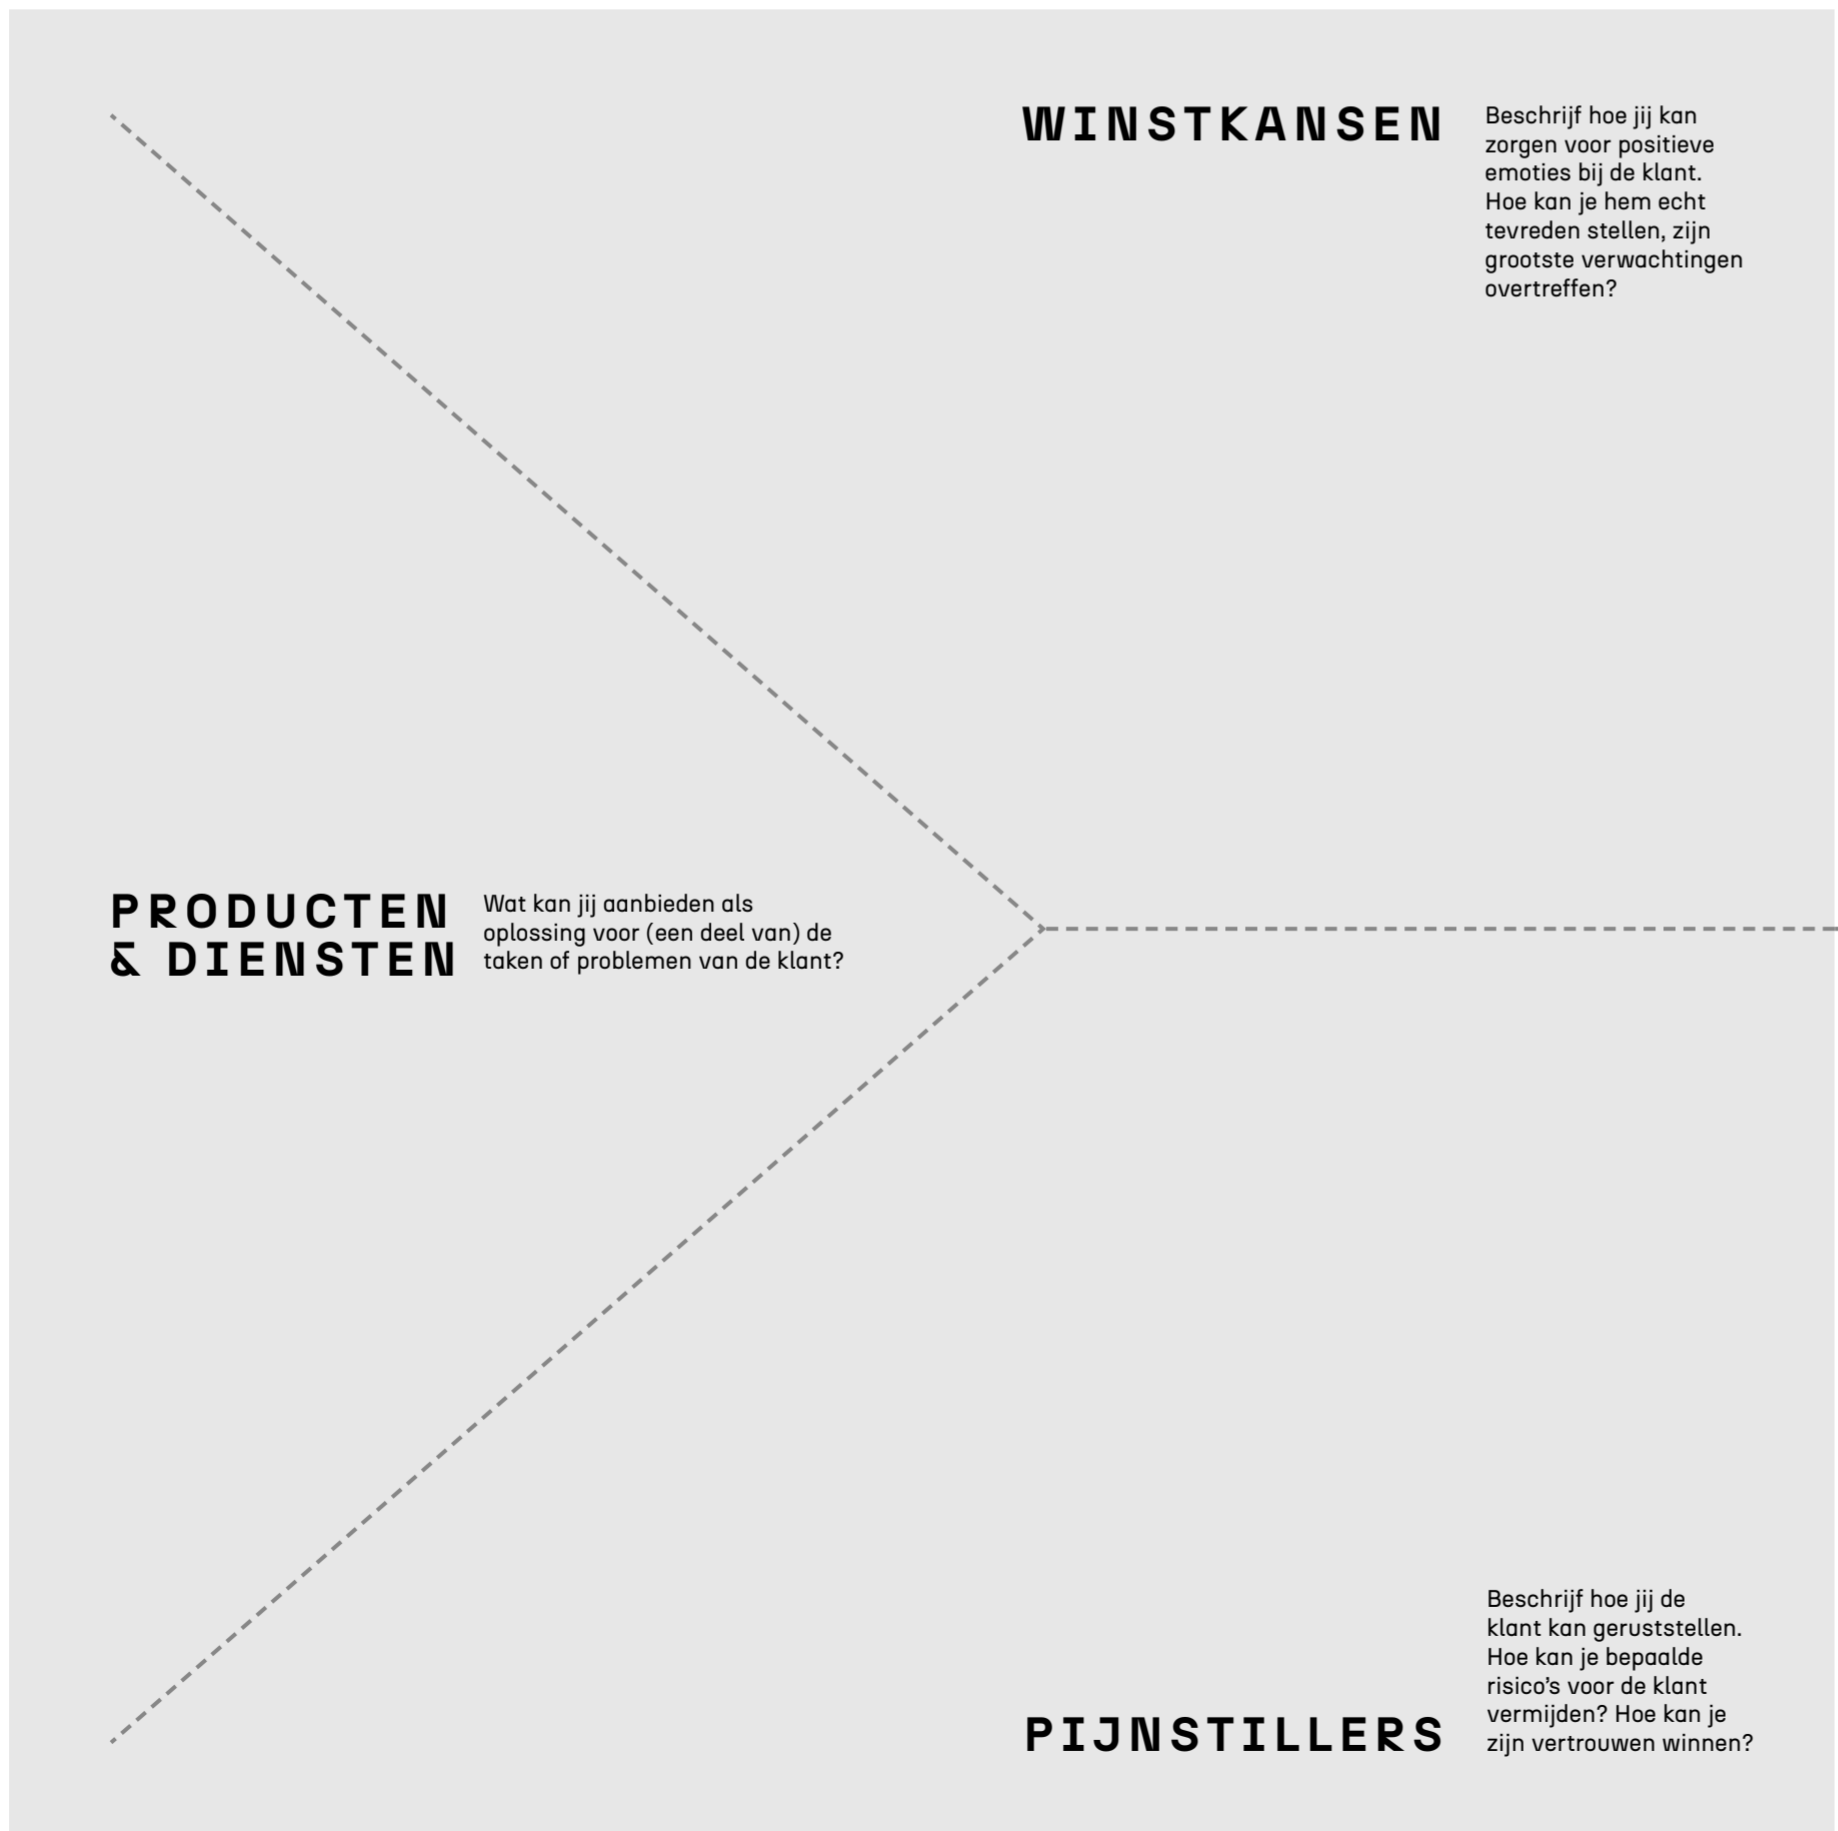 WINSTKANSEN
Beschrijf hoe jij kan
zorgen voor positieve
emoties bij de klant.
Hoe kan je hem echt
tevreden stellen, zijn
grootste verwachtingen
overtreffen?
PRODUCTEN
& DIENSTEN
Wat kan jij aanbieden als
oplossing voor (een deel van) de
taken of problemen van de klant?
PIJNSTILLERS
Beschrijf hoe jij de
klant kan geruststellen.
Hoe kan je bepaalde
risico’s voor de klant
vermijden? Hoe kan je
zijn vertrouwen winnen?